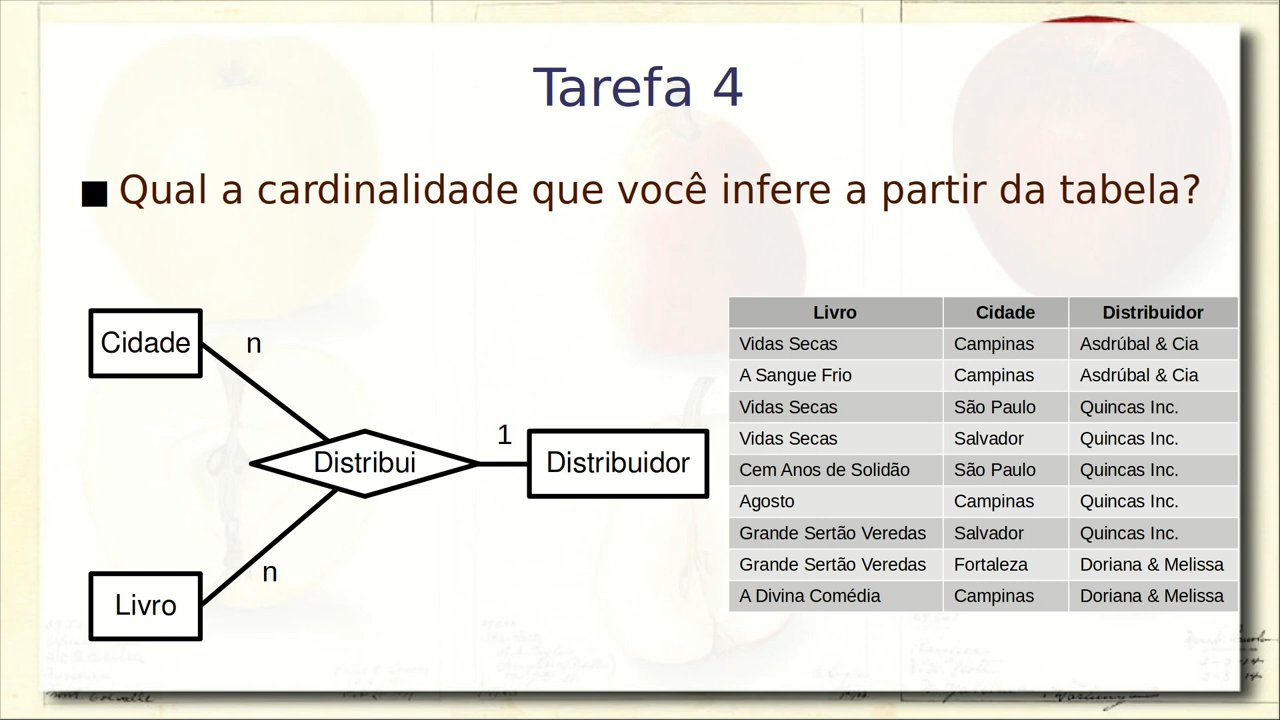 Tarefa 4
Qual a cardinalidade que você infere a partir da tabela?
Cidade
n
Distribui
1
Distribuidor
n
Livro
Livro Cidade Distribuidor
Vidas Secas Campinas Asdrúbal & Cia
A Sangue Frio Campinas Asdrúbal & Cia
Vidas Secas São Paulo Quincas Inc.
Vidas Secas Salvador Quincas Inc.
Cem Anos de Solidão São Paulo Quincas Inc.
Agosto Campinas Quincas Inc.
Grande Sertão Veredas Salvador Quincas Inc.
Grande Sertão Veredas Fortaleza Doriana & Melissa
A Divina Comédia Campinas Doriana & Melissa